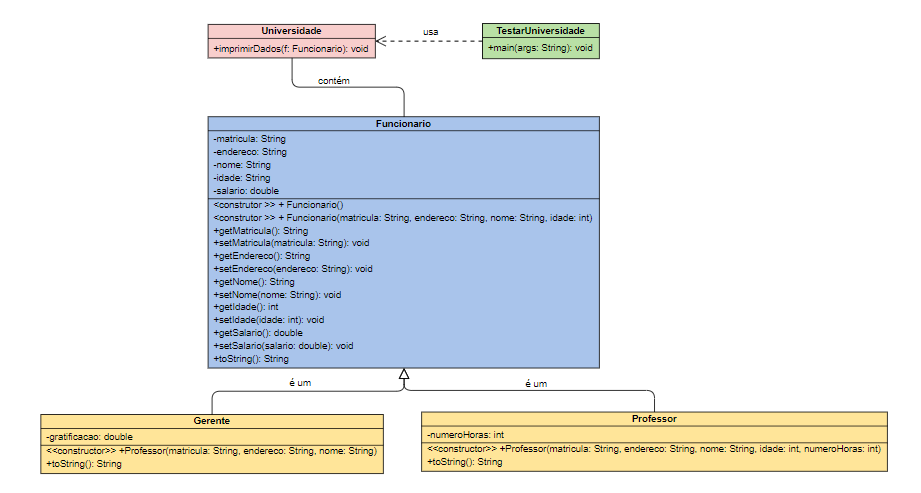 Universidade
+imprimirDados(f: Funcionario): void
usa
TestarUniversidade
+main(args: String): void
contém
Funcionario
-matricula: String
-endereco: String
-nome: String
-idade: String
-salario: double
<construtor >> + Funcionario()
<construtor >> + Funcionario(matricula: String, endereco: String, nome: String, idade: int)
+getMatricula(): String
+setMatricula(matricula: String): void
+getEndereco(): String
+setEndereco(endereco: String): void
+getNome(): String
+setNome(nome: String): void
+getIdade(): int
+setIdade(idade: int): void
+getSalario(): double
+setSalario(salario: double): void
+toString(): String
é um
é um
Gerente
-gratificacao: double
<<constructor>> +Professor(matricula: String, endereco: String, nome: String)
+toString(): String
Professor
-numeroHoras: int
<<constructor>> +Professor(matricula: String, endereco: String, nome: String, idade: int, numeroHoras: int)
+toString(): String